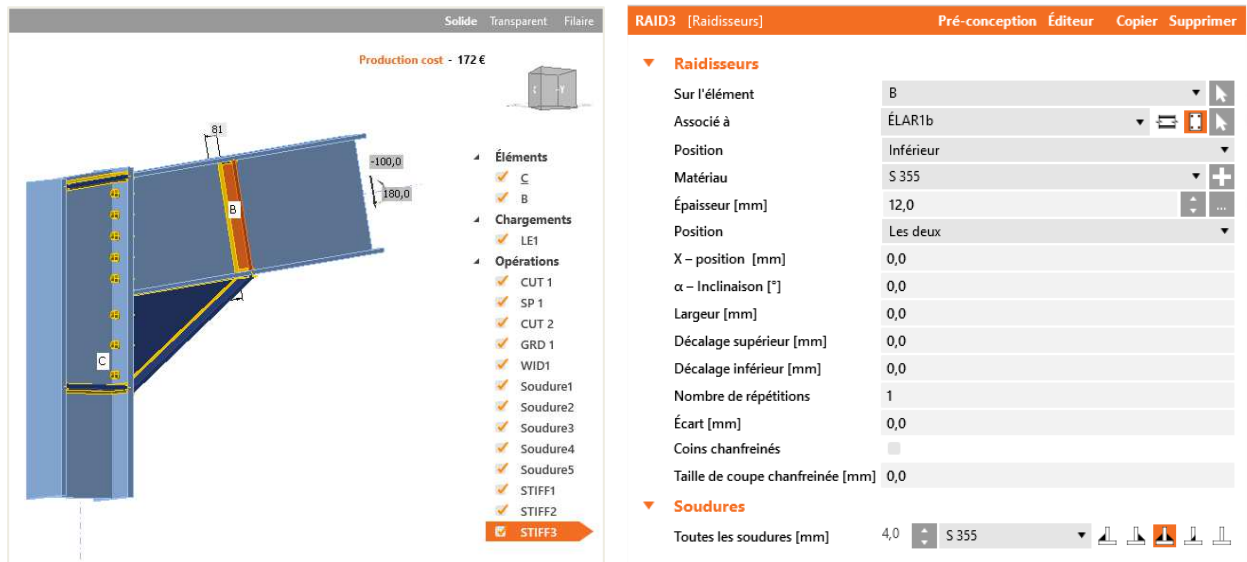 Solide Transparent Filaire
Production cost - 172 €
C -Y
81
-100,0
180,0
B
C
Éléments
C
B
Chargements
LE1
Opérations
CUT 1
SP 1
CUT 2
GRD 1
WID1
Soudure1
Soudure2
Soudure3
Soudure4
Soudure5
STIFF1
STIFF2
STIFF3
RAID3 [Raidisseurs] Pré-conception Éditeur Copier Supprimer
Raidisseurs
Sur l'élément B
Associé à ÉLAR1b
Position Inférieur
Matériau S 355
Épaisseur [mm] 12,0 ...
Position Les deux
X – position [mm] 0,0
α – Inclinaison [°] 0,0
Largeur [mm] 0,0
Décalage supérieur [mm] 0,0
Décalage inférieur [mm] 0,0
Nombre de répétitions 1
Écart [mm] 0,0
Coins chanfreinés
Taille de coupe chanfreinée [mm] 0,0
Soudures
Toutes les soudures [mm] 4,0 S 355